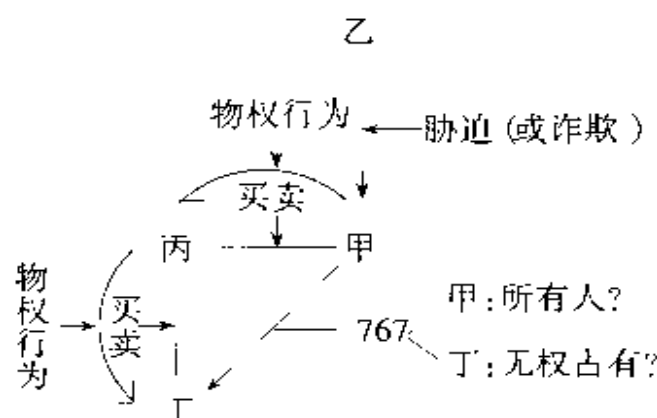 乙
物权行为
胁迫(或诈欺)
买卖
丙
甲
物权行为
买卖
甲:所有人?
767
丁:无权占有?
丁